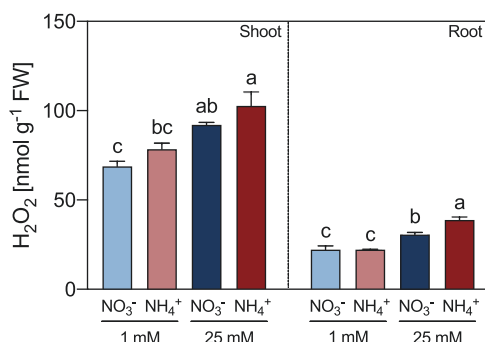 H₂O₂ [nmol g⁻¹ FW]
150
100
50
0
Shoot
Root
c bc ab a
c c b a
NO₃⁻ NH₄⁺ NO₃⁻ NH₄⁺ NO₃⁻ NH₄⁺ NO₃⁻ NH₄⁺
1 mM 25 mM 1 mM 25 mM